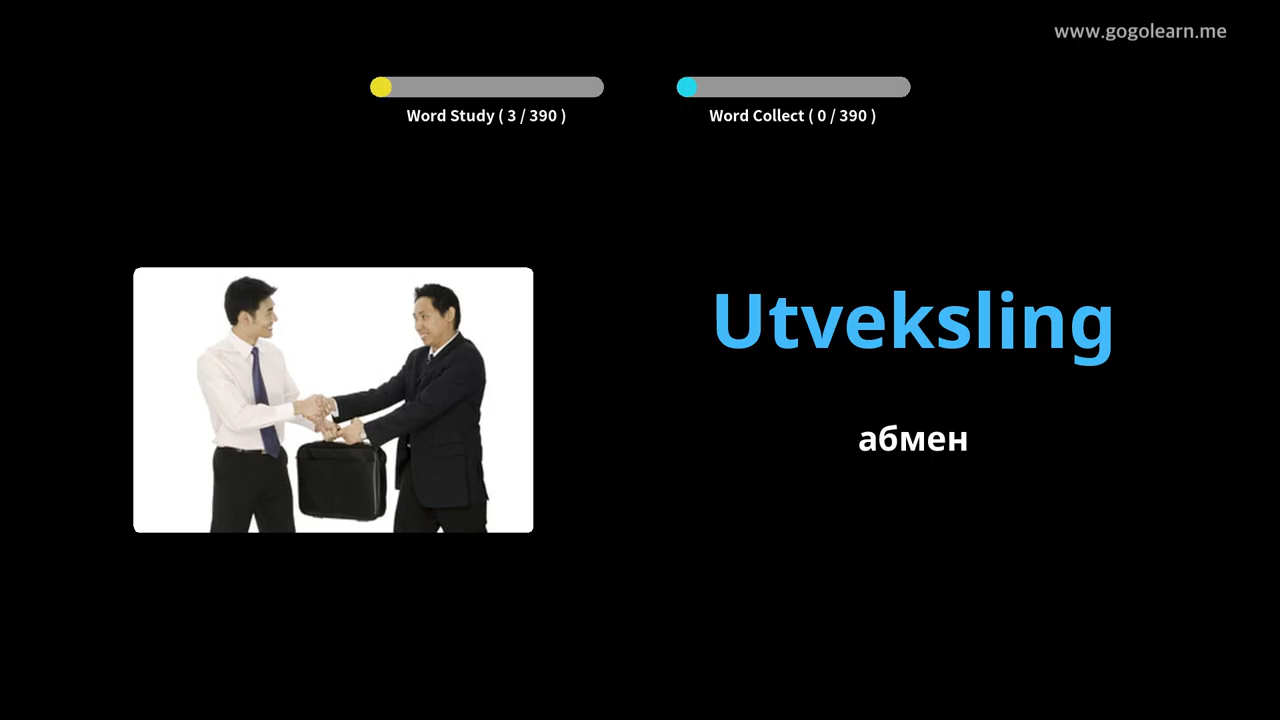 www.gogolearn.me
Word Study ( 3 / 390 )
Word Collect ( 0 / 390 )
Utveksling
абмен